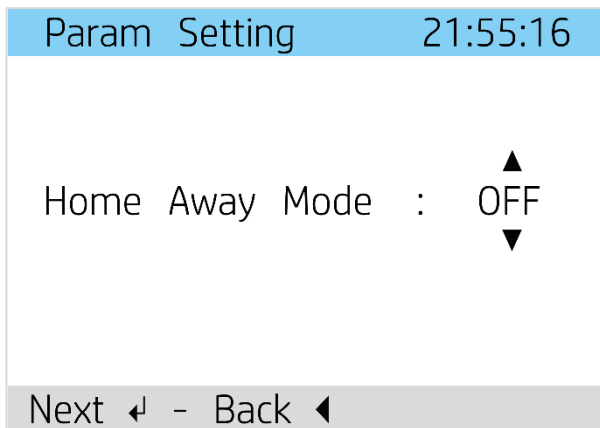 Param Setting 21:55:16
▲
Home Away Mode : OFF
▼
Next ↲ - Back ◀